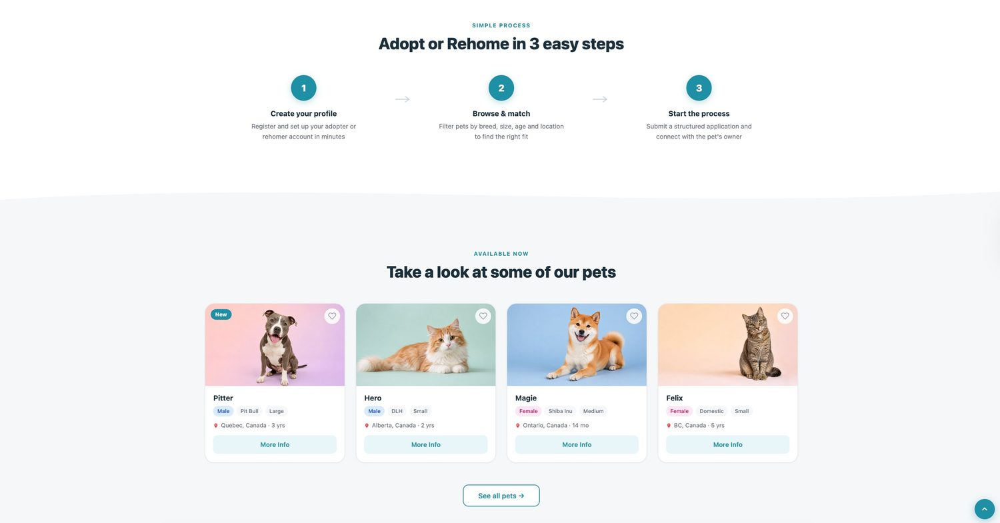 SIMPLE PROCESS
Adopt or Rehome in 3 easy steps
1
Create your profile
Register and set up your adopter or
rehomer account in minutes
2
Browse & match
Filter pets by breed, size, age and location
to find the right fit
3
Start the process
Submit a structured application and
connect with the pet's owner
AVAILABLE NOW
Take a look at some of our pets
New
Pitter
Male Pit Bull Large
Quebec, Canada · 3 yrs
More Info
Hero
Male DLH Small
Alberta, Canada · 2 yrs
More Info
Magie
Female Shiba Inu Medium
Ontario, Canada · 14 mo
More Info
Felix
Female Domestic Small
BC, Canada · 5 yrs
More Info
See all pets →